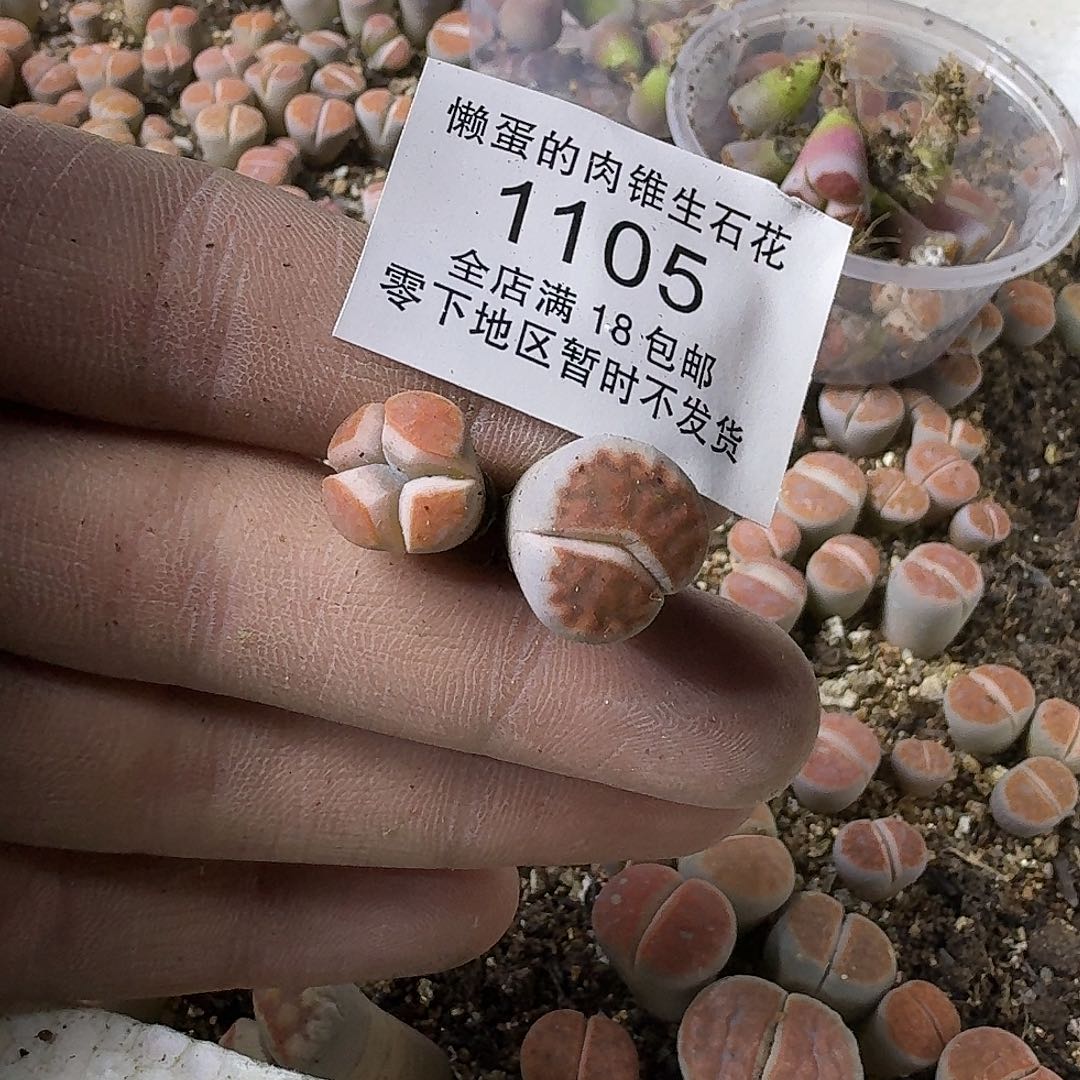 懒蛋的肉锥生石花
1105
全店满 18 包邮
零下地区暂时不发货